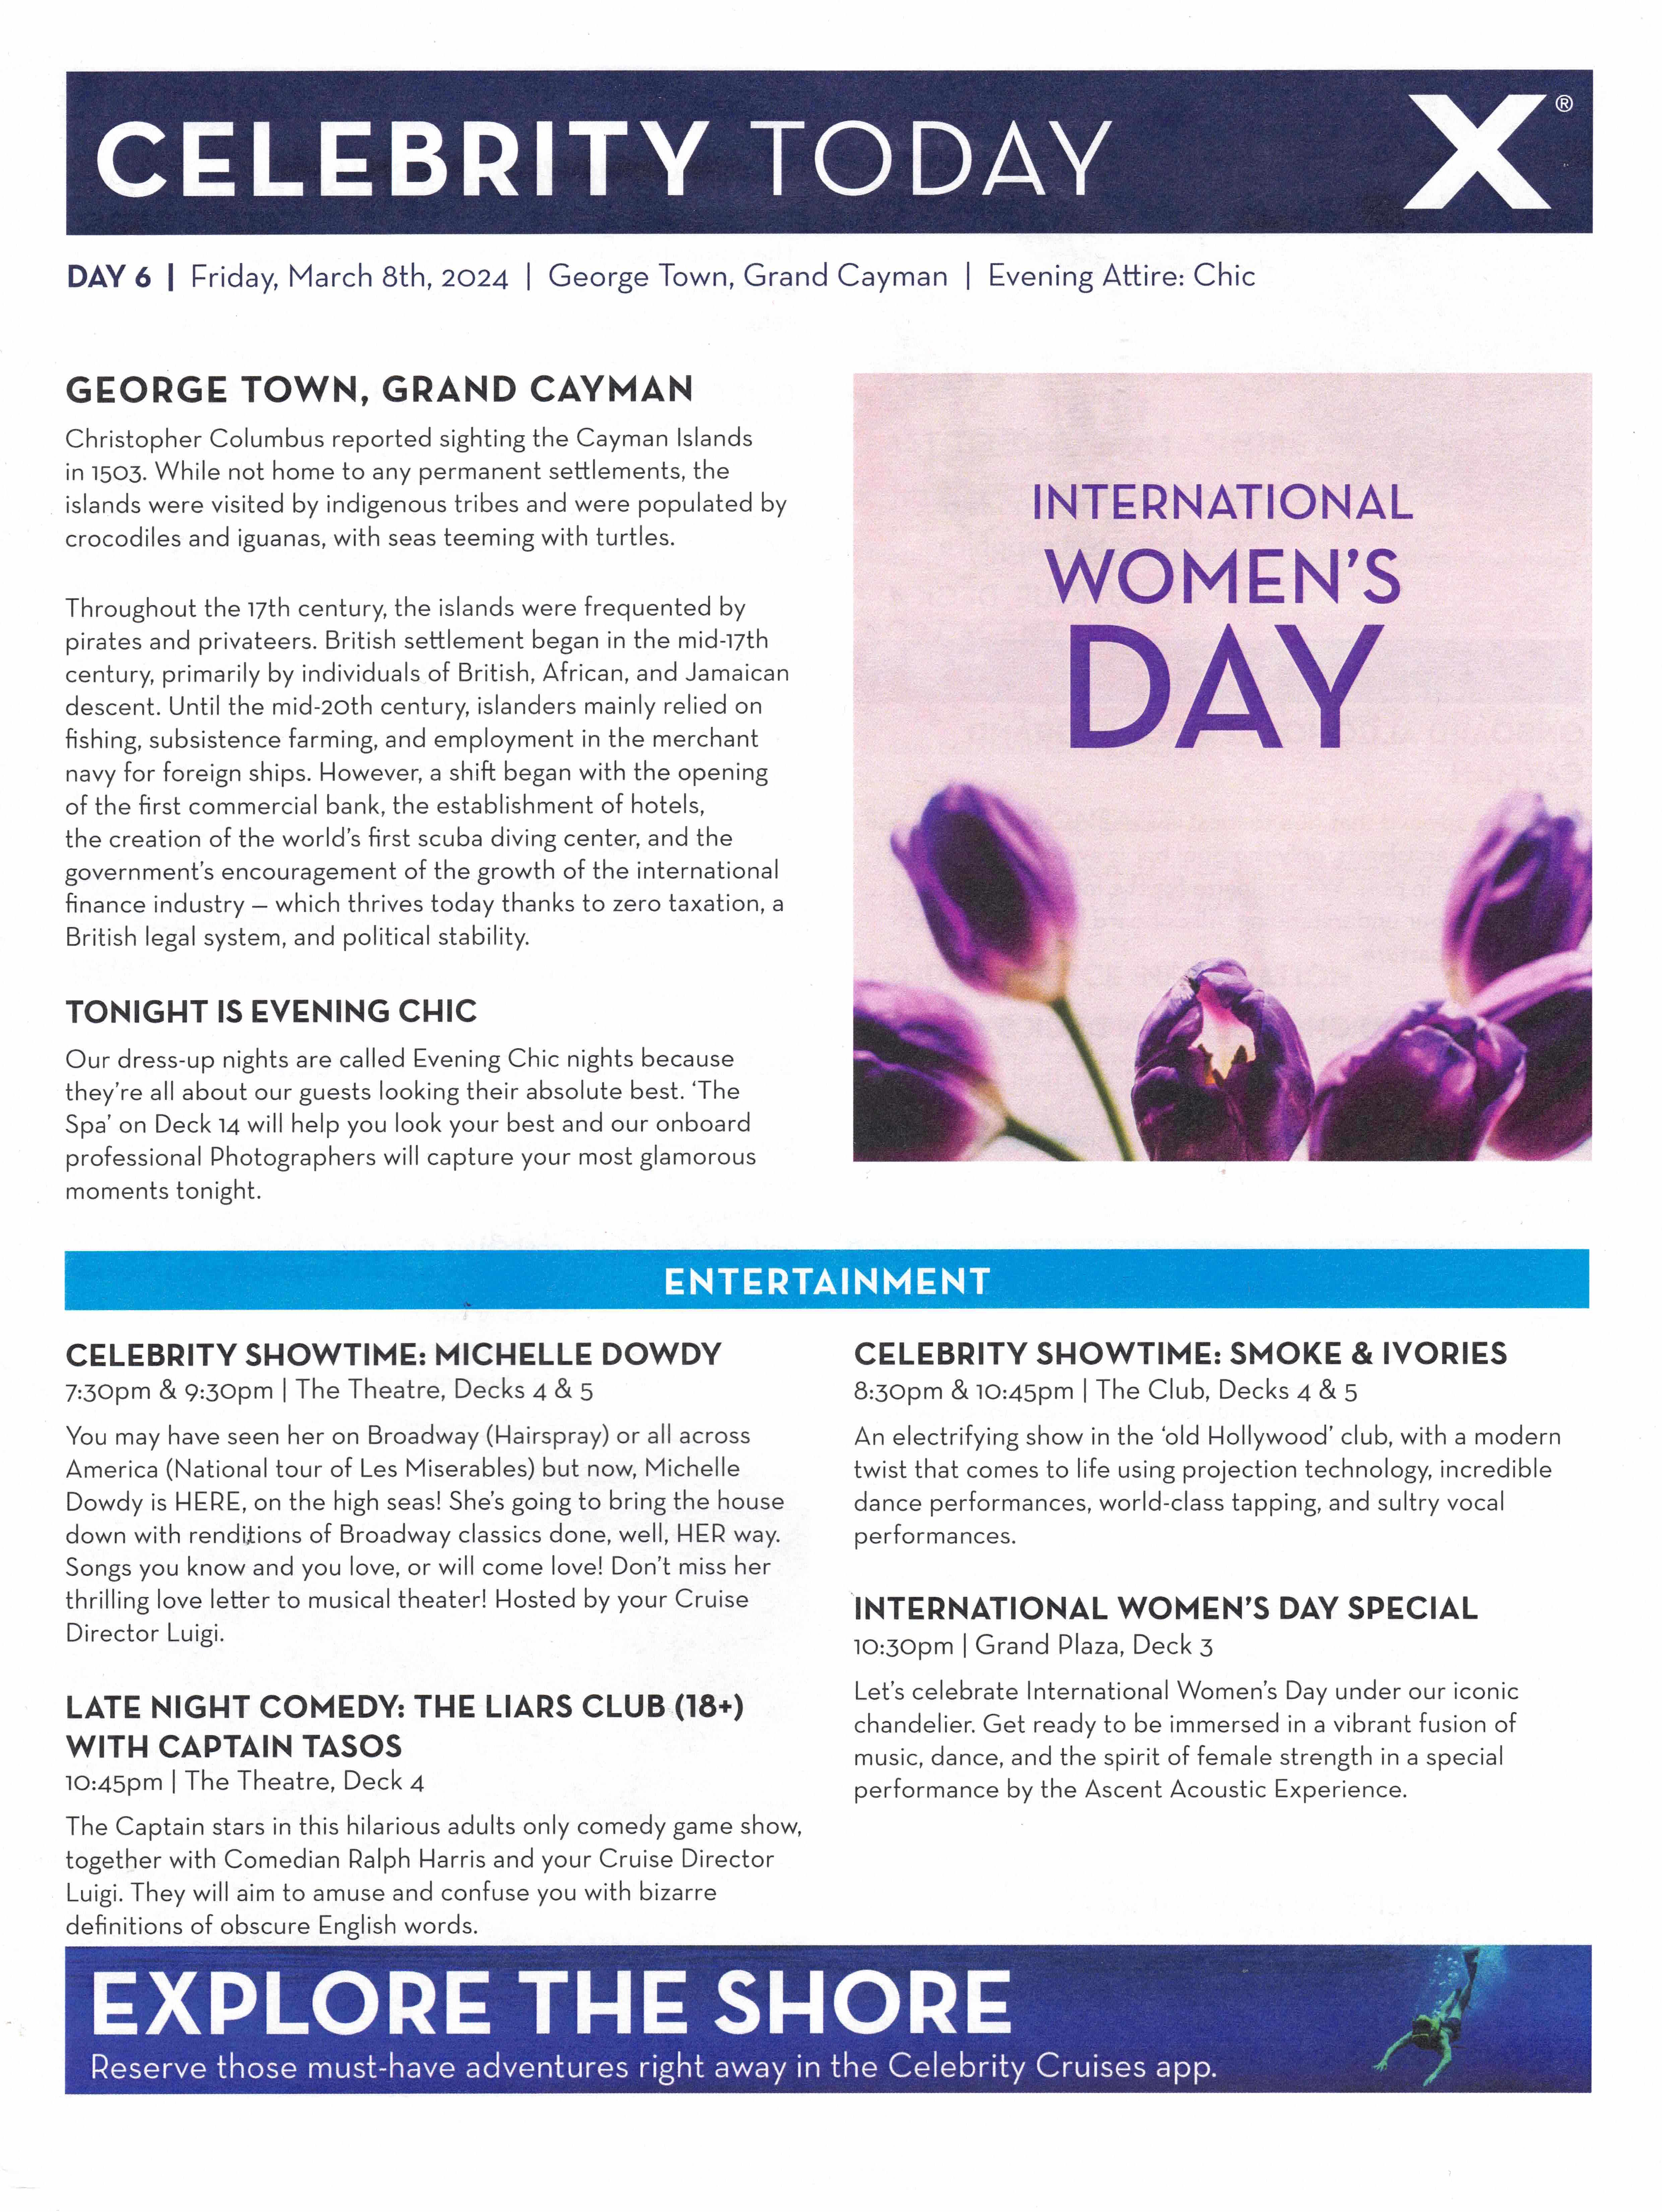 CELEBRITY TODAY
X®
DAY 6 | Friday, March 8th, 2024 | George Town, Grand Cayman | Evening Attire: Chic
GEORGE TOWN, GRAND CAYMAN
Christopher Columbus reported sighting the Cayman Islands
in 1503. While not home to any permanent settlements, the
islands were visited by indigenous tribes and were populated by
crocodiles and iguanas, with seas teeming with turtles.
Throughout the 17th century, the islands were frequented by
pirates and privateers. British settlement began in the mid-17th
century, primarily by individuals of British, African, and Jamaican
descent. Until the mid-20th century, islanders mainly relied on
fishing, subsistence farming, and employment in the merchant
navy for foreign ships. However, a shift began with the opening
of the first commercial bank, the establishment of hotels,
the creation of the world's first scuba diving center, and the
government's encouragement of the growth of the international
finance industry – which thrives today thanks to zero taxation, a
British legal system, and political stability.
TONIGHT IS EVENING CHIC
Our dress-up nights are called Evening Chic nights because
they're all about our guests looking their absolute best. 'The
Spa' on Deck 14 will help you look your best and our onboard
professional Photographers will capture your most glamorous
moments tonight.
INTERNATIONAL
WOMEN'S
DAY
ENTERTAINMENT
CELEBRITY SHOWTIME: MICHELLE DOWDY
7:30pm & 9:30pm | The Theatre, Decks 4 & 5
You may have seen her on Broadway (Hairspray) or all across
America (National tour of Les Miserables) but now, Michelle
Dowdy is HERE, on the high seas! She's going to bring the house
down with renditions of Broadway classics done, well, HER way.
Songs you know and you love, or will come love! Don't miss her
thrilling love letter to musical theater! Hosted by your Cruise
Director Luigi.
LATE NIGHT COMEDY: THE LIARS CLUB (18+)
WITH CAPTAIN TASOS
10:45pm | The Theatre, Deck 4
The Captain stars in this hilarious adults only comedy game show,
together with Comedian Ralph Harris and your Cruise Director
Luigi. They will aim to amuse and confuse you with bizarre
definitions of obscure English words.
CELEBRITY SHOWTIME: SMOKE & IVORIES
8:30pm & 10:45pm | The Club, Decks 4 & 5
An electrifying show in the 'old Hollywood' club, with a modern
twist that comes to life using projection technology, incredible
dance performances, world-class tapping, and sultry vocal
performances.
INTERNATIONAL WOMEN'S DAY SPECIAL
10:30pm | Grand Plaza, Deck 3
Let's celebrate International Women's Day under our iconic
chandelier. Get ready to be immersed in a vibrant fusion of
music, dance, and the spirit of female strength in a special
performance by the Ascent Acoustic Experience.
EXPLORE THE SHORE
Reserve those must-have adventures right away in the Celebrity Cruises app.